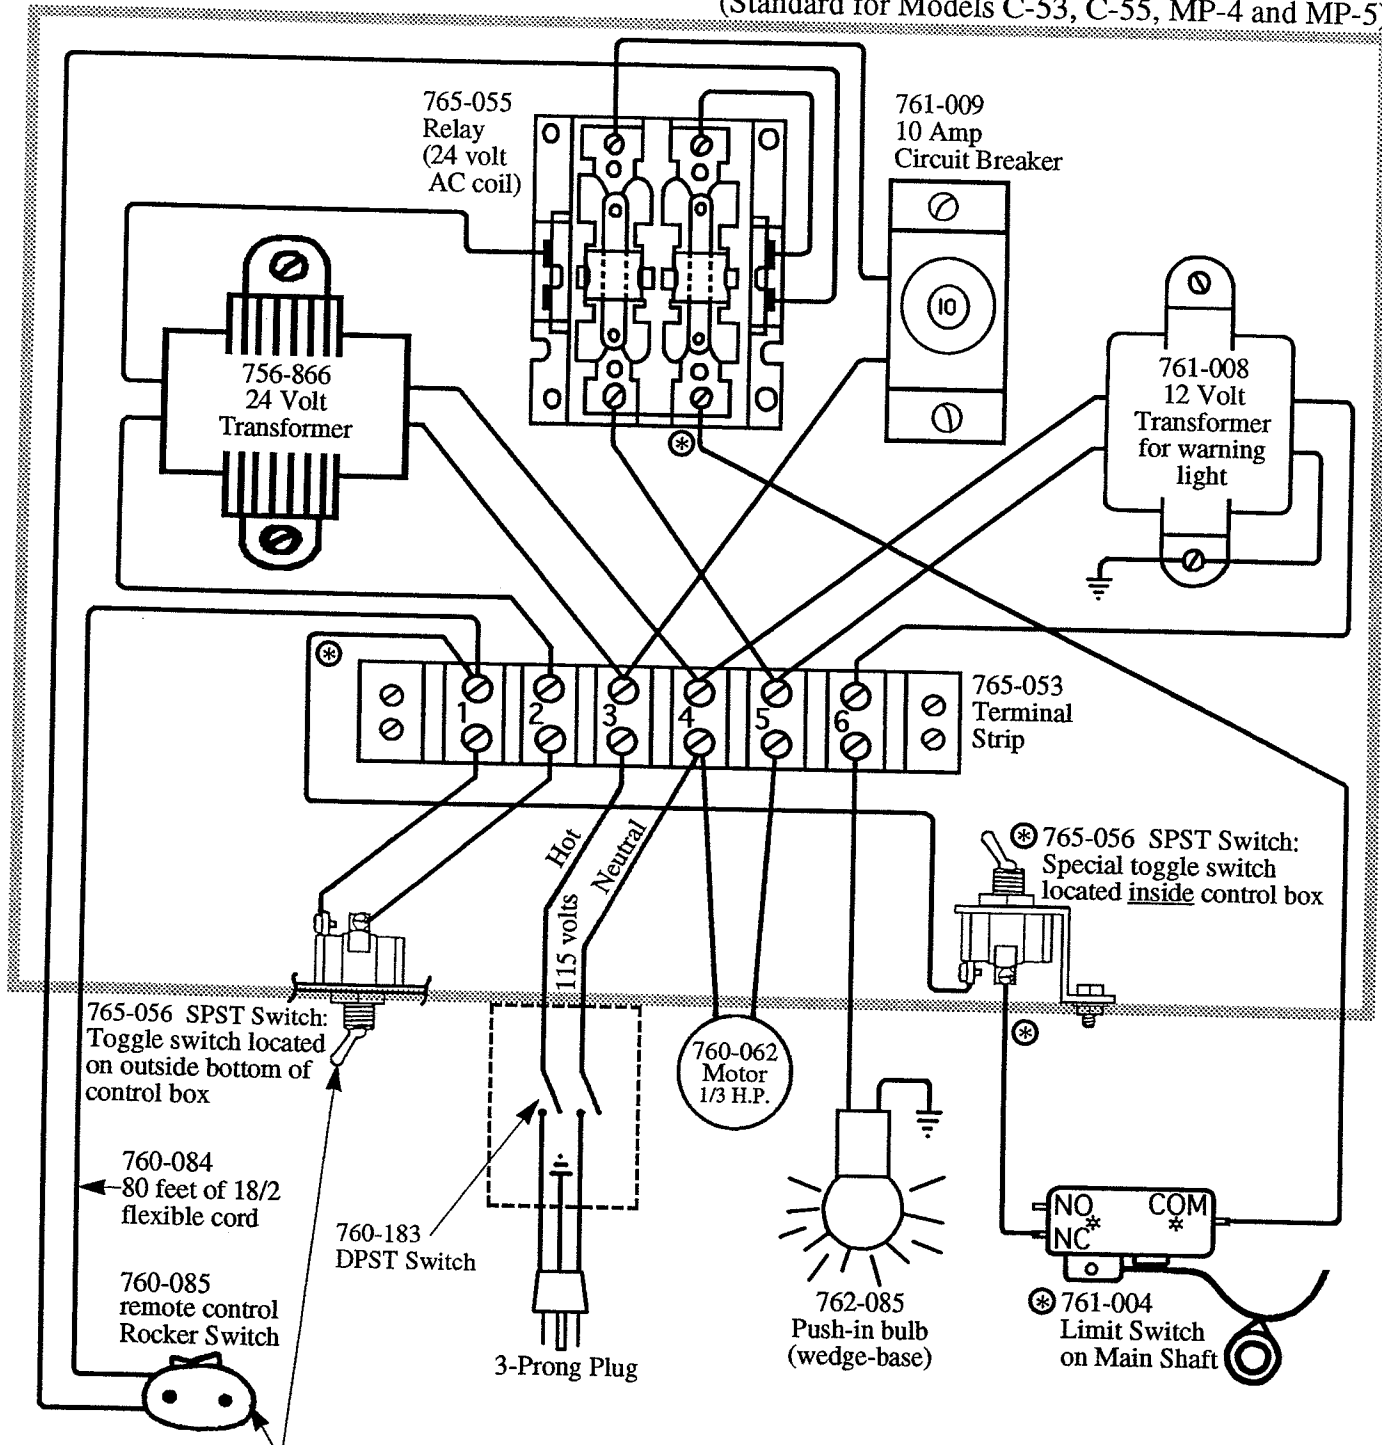 (Standard for Models C-53, C-55, MP-4 and MP-5)
765-055
Relay
(24 volt
AC coil)
761-009
10 Amp
Circuit Breaker
10
756-866
24 Volt
Transformer
761-008
12 Volt
Transformer
for warning
light
*
*
1 2 3 4 5 6
765-053
Terminal
Strip
Hot
Neutral
115 volts
* 765-056 SPST Switch:
Special toggle switch
located inside control box
765-056 SPST Switch:
Toggle switch located
on outside bottom of
control box
*
760-062
Motor
1/3 H.P.
760-084
80 feet of 18/2
flexible cord
760-183
DPST Switch
NO *
NC
COM *
760-085
remote control
Rocker Switch
3-Prong Plug
762-085
Push-in bulb
(wedge-base)
* 761-004
Limit Switch
on Main Shaft